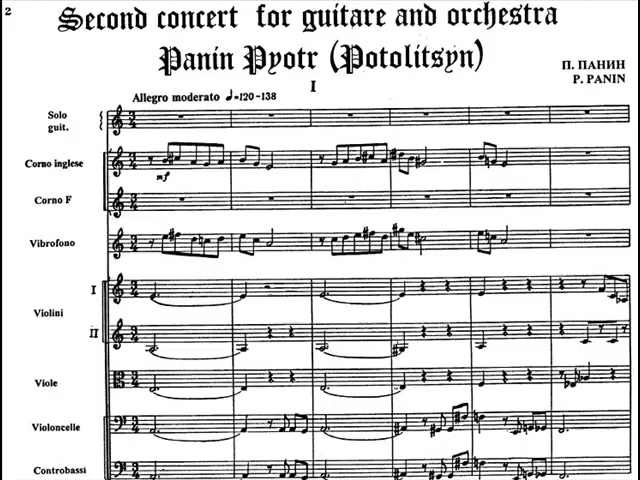 2
Second concert for guitare and orchestra
Panin Pyotr (Potolitsyn)
П. ПАНИН
P. PANIN
I
Allegro moderato ♩=120-138
Solo
guit.
Corno inglese
mf
Corno F
Vibrofono
I
Violini
II
Viole
Violoncelle
Controbassi